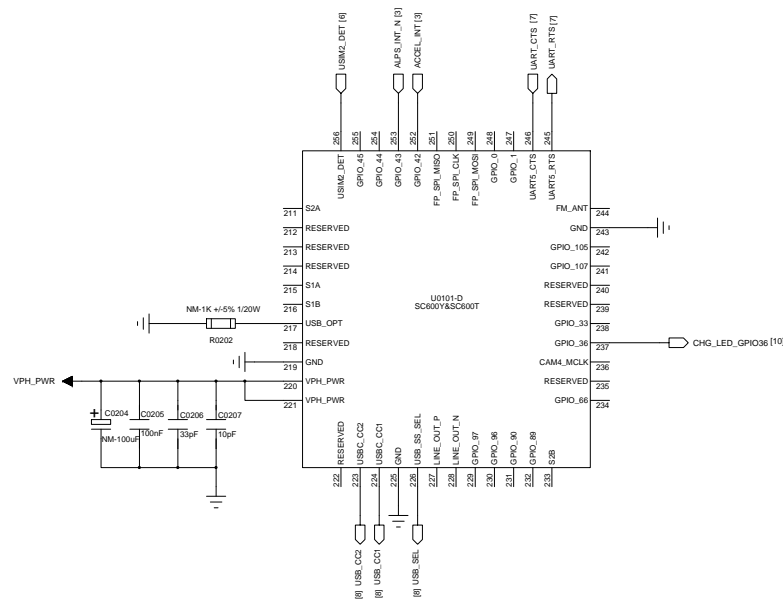 USIM2_DET [6]
ALPS_INT_N [3]
ACCEL_INT [3]
UART_CTS [7]
UART_RTS [7]
256
255
254
253
252
251
250
249
248
247
246
245
USIM2_DET
GPIO_45
GPIO_44
GPIO_43
GPIO_42
FP_SPI_MISO
FP_SPI_CLK
FP_SPI_MOSI
GPIO_0
GPIO_1
UART5_CTS
UART5_RTS
211 S2A
212 RESERVED
213 RESERVED
214 RESERVED
215 S1A
216 S1B
217 USB_OPT
218 RESERVED
219 GND
220 VPH_PWR
221 VPH_PWR
NM-1K +/-5% 1/20W
R0202
U0101-D
SC600Y&SC600T
FM_ANT 244
GND 243
GPIO_105 242
GPIO_107 241
RESERVED 240
RESERVED 239
GPIO_33 238
GPIO_36 237
CAM4_MCLK 236
RESERVED 235
GPIO_66 234
CHG_LED_GPIO36 [10]
VPH_PWR
+
C0204
NM-100uF
C0205
100nF
C0206
33pF
C0207
10pF
RESERVED
USBC_CC2
USBC_CC1
GND
USB_SS_SEL
LINE_OUT_P
LINE_OUT_N
GPIO_97
GPIO_96
GPIO_90
GPIO_89
S2B
222
223
224
225
226
227
228
229
230
231
232
233
[8] USB_CC2
[8] USB_CC1
[8] USB_SEL